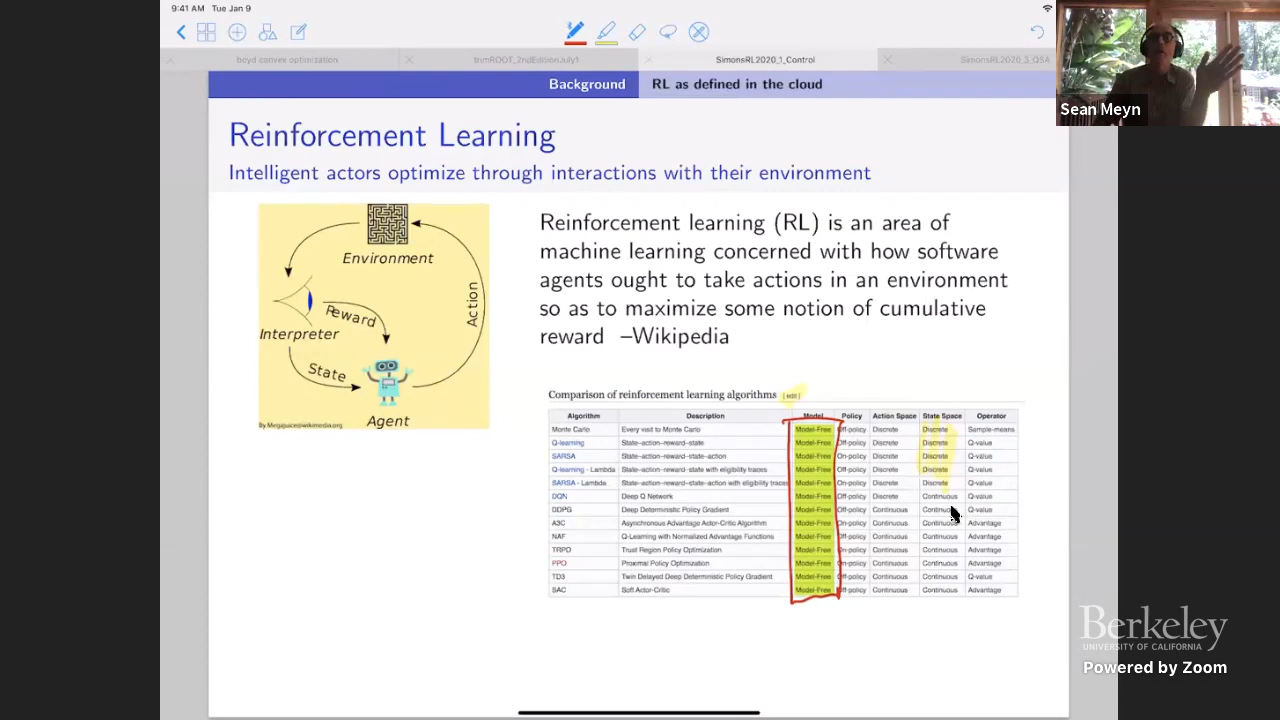 9:41 AM Tue Jan 9
boyd convex optimization
trimROOT_2ndEditionJuly1
SimonsRL2020_1_Control
SimonsRL2020_3_QSA
Sean Meyn
Background
RL as defined in the cloud
Reinforcement Learning
Intelligent actors optimize through interactions with their environment
Environment
Reward
Interpreter
State
Action
Agent
By Megajuice@wikimedia.org
Reinforcement learning (RL) is an area of
machine learning concerned with how software
agents ought to take actions in an environment
so as to maximize some notion of cumulative
reward –Wikipedia
Comparison of reinforcement learning algorithms [ edit ]
Algorithm Description Model Policy Action Space State Space Operator
Monte Carlo Every visit to Monte Carlo Model-Free Off-policy Discrete Discrete Sample-means
Q-learning State–action–reward–state Model-Free Off-policy Discrete Discrete Q-value
SARSA State–action–reward–state–action Model-Free On-policy Discrete Discrete Q-value
Q-learning - Lambda State–action–reward–state with eligibility traces Model-Free Off-policy Discrete Discrete Q-value
SARSA - Lambda State–action–reward–state–action with eligibility traces Model-Free On-policy Discrete Discrete Q-value
DQN Deep Q Network Model-Free Off-policy Discrete Continuous Q-value
DDPG Deep Deterministic Policy Gradient Model-Free Off-policy Continuous Continuous Q-value
A3C Asynchronous Advantage Actor-Critic Algorithm Model-Free On-policy Continuous Continuous Advantage
NAF Q-Learning with Normalized Advantage Functions Model-Free Off-policy Continuous Continuous Advantage
TRPO Trust Region Policy Optimization Model-Free On-policy Continuous Continuous Advantage
PPO Proximal Policy Optimization Model-Free On-policy Continuous Continuous Advantage
TD3 Twin Delayed Deep Deterministic Policy Gradient Model-Free Off-policy Continuous Continuous Q-value
SAC Soft Actor-Critic Model-Free Off-policy Continuous Continuous Advantage
Berkeley
UNIVERSITY OF CALIFORNIA
Powered by Zoom